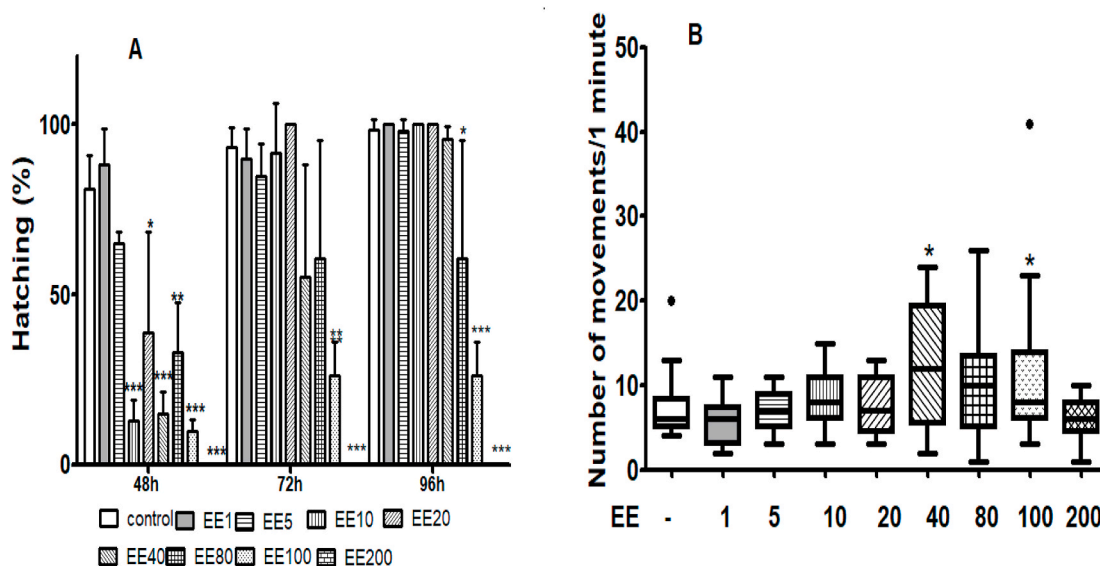 A
Hatching (%)
100
50
0
*
***
***
**
***
***
**
**
***
*
***
***
48h
72h
96h
control
EE1
EE5
EE10
EE20
EE40
EE80
EE100
EE200
B
Number of movements/1 minute
50
40
30
20
10
0
*
*
EE - 1 5 10 20 40 80 100 200